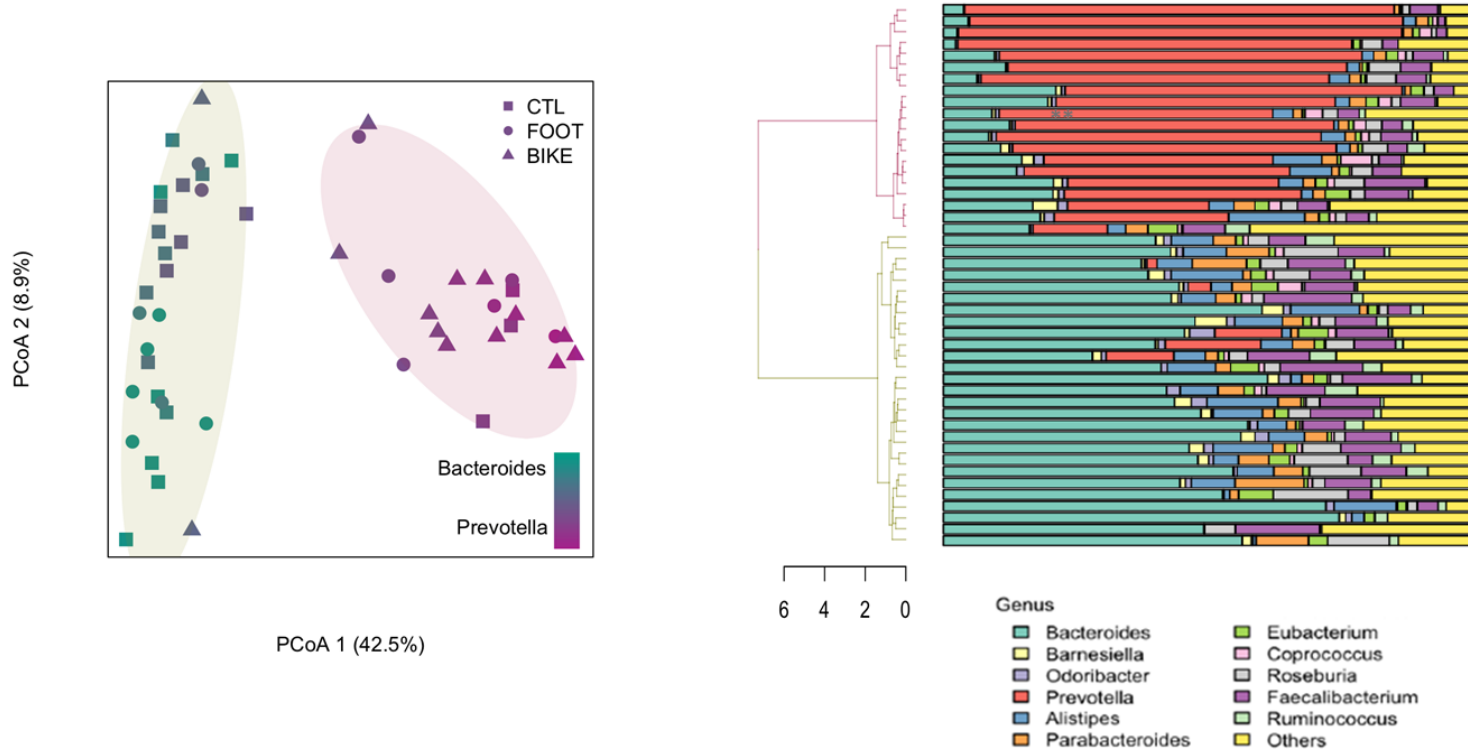 CTL
FOOT
BIKE
PCoA 2 (8.9%)
Bacteroides
Prevotella
PCoA 1 (42.5%)
6 4 2 0
Genus
Bacteroides
Barnesiella
Odoribacter
Prevotella
Alistipes
Parabacteroides
Eubacterium
Coprococcus
Roseburia
Faecalibacterium
Ruminococcus
Others